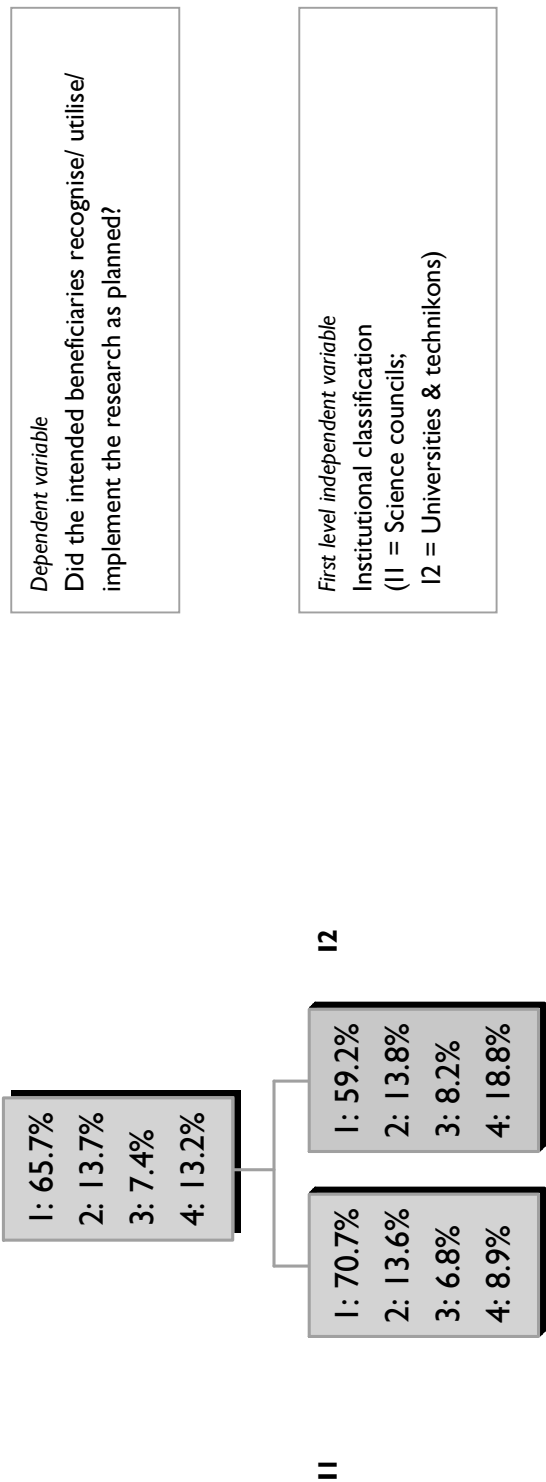 1: 65.7%
2: 13.7%
3: 7.4%
4: 13.2%
I1
1: 70.7%
2: 13.6%
3: 6.8%
4: 8.9%
1: 59.2%
2: 13.8%
3: 8.2%
4: 18.8%
I2
Dependent variable
Did the intended beneficiaries recognise/ utilise/
implement the research as planned?
First level independent variable
Institutional classification
(I1 = Science councils;
I2 = Universities & technikons)